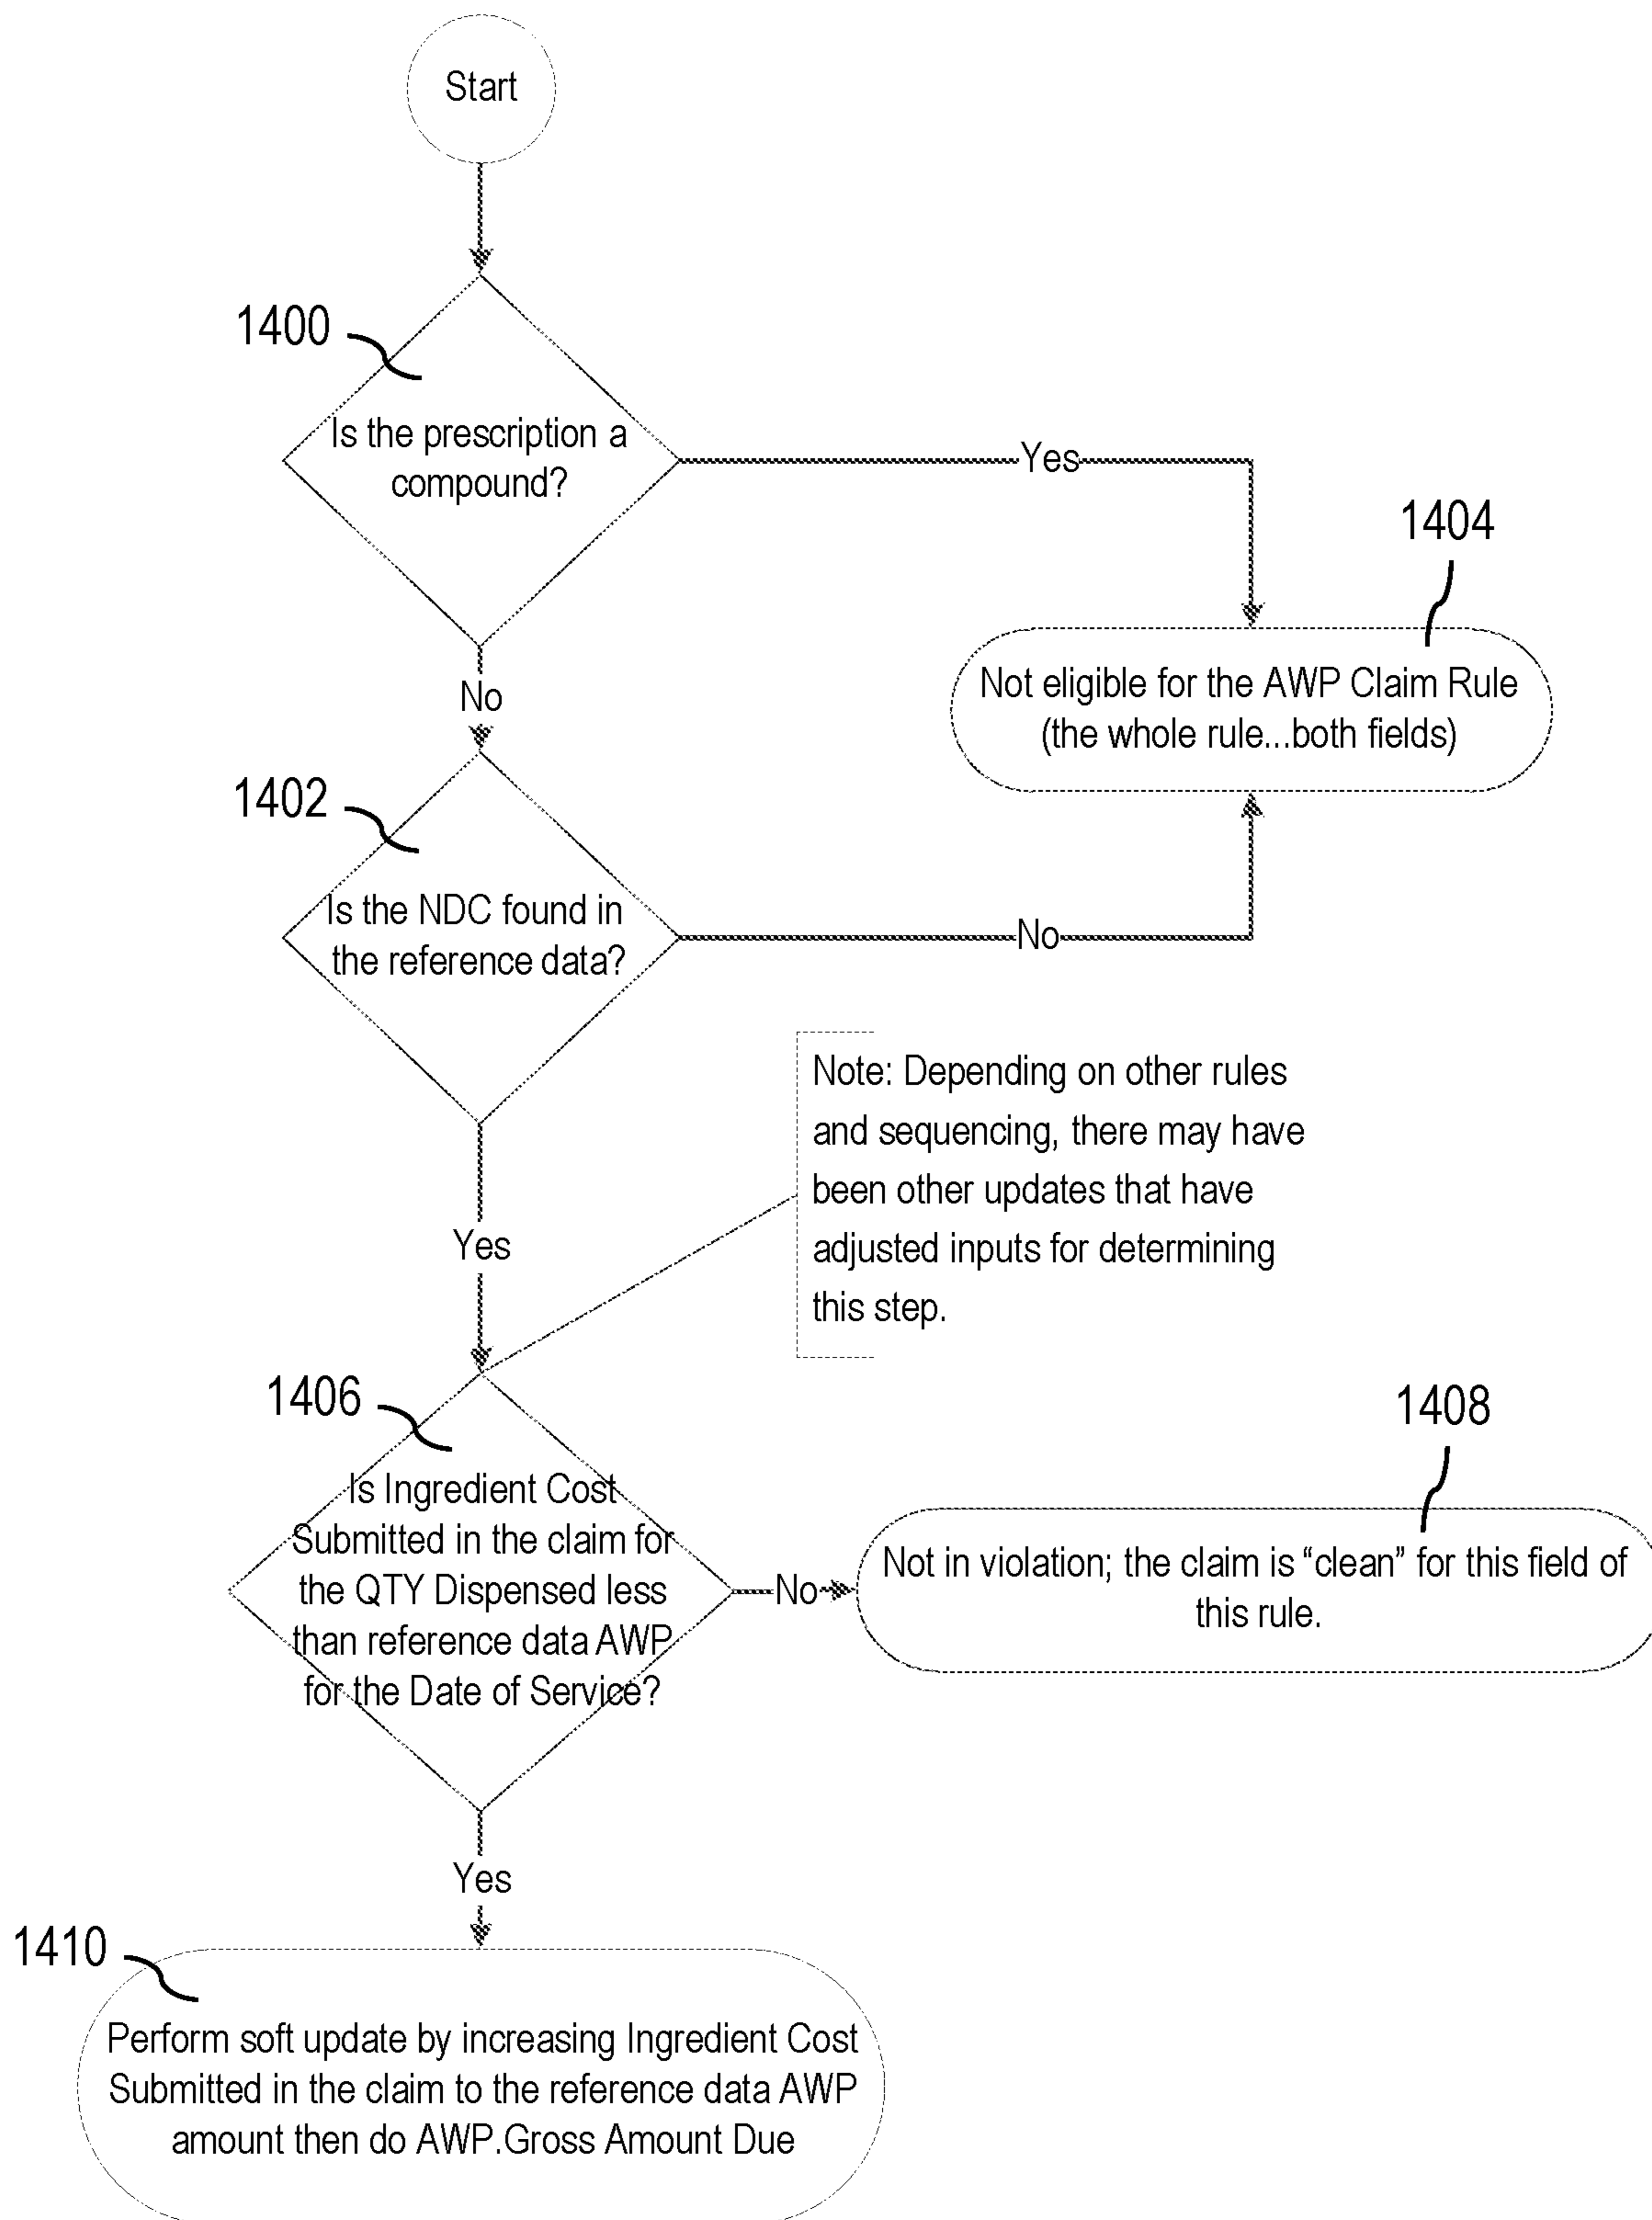 Start
1400
Is the prescription a
compound?
Yes
1404
Not eligible for the AWP Claim Rule
(the whole rule...both fields)
No
1402
Is the NDC found in
the reference data?
No
Note: Depending on other rules
and sequencing, there may have
been other updates that have
adjusted inputs for determining
this step.
Yes
1406
Is Ingredient Cost
Submitted in the claim for
the QTY Dispensed less
than reference data AWP
for the Date of Service?
No
1408
Not in violation; the claim is “clean” for this field of
this rule.
Yes
1410
Perform soft update by increasing Ingredient Cost
Submitted in the claim to the reference data AWP
amount then do AWP.Gross Amount Due